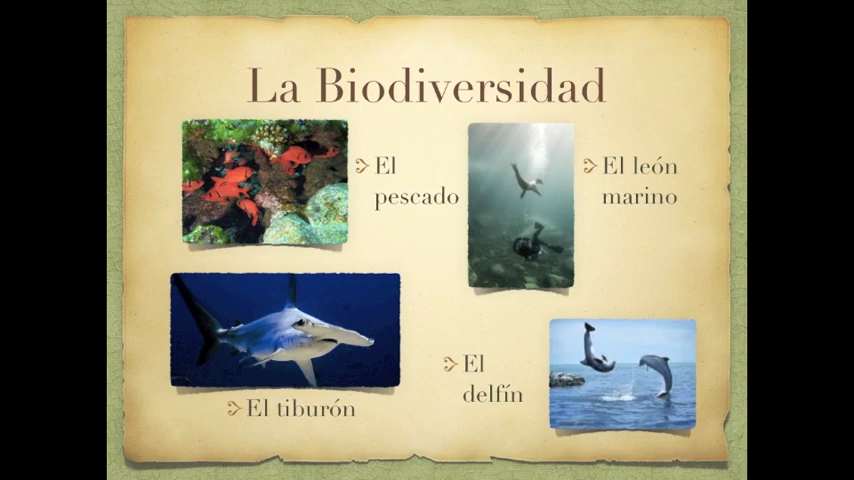 La Biodiversidad
El
pescado
El león
marino
El tiburón
El
delfín